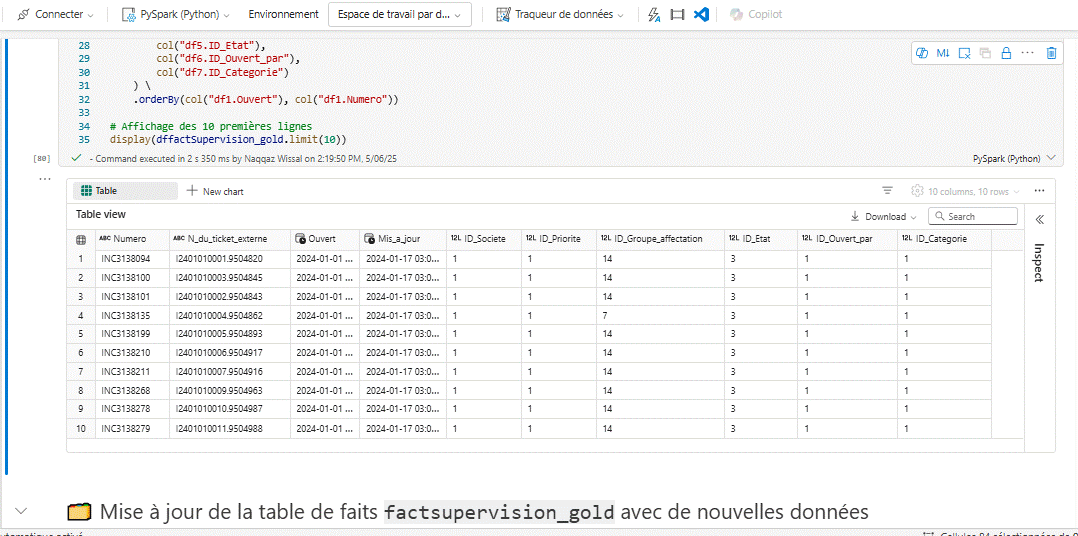 Connecter PySpark (Python) Environnement Espace de travail par d... Traqueur de données Copilot
28 col("df5.ID_Etat"),
29 col("df6.ID_Ouvert_par"),
30 col("df7.ID_Categorie")
31 ) \
32 .orderBy(col("df1.Ouvert"), col("df1.Numero"))
33
34 # Affichage des 10 premières lignes
35 display(dffactSupervision_gold.limit(10))
M↓
[80] - Command executed in 2 s 350 ms by Naqqaz Wissal on 2:19:50 PM, 5/06/25 PySpark (Python)
Table New chart 10 columns, 10 rows
Table view Download Search
ABC Numero ABC N_du_ticket_externe Ouvert Mis_a_jour 12L ID_Societe 12L ID_Priorite 12L ID_Groupe_affectation 12L ID_Etat 12L ID_Ouvert_par 12L ID_Categorie
1 INC3138094 I2401010001.9504820 2024-01-01 ... 2024-01-17 03:0... 1 1 14 3 1 1
2 INC3138100 I2401010003.9504845 2024-01-01 ... 2024-01-17 03:0... 1 1 14 3 1 1
3 INC3138101 I2401010002.9504843 2024-01-01 ... 2024-01-17 03:0... 1 1 14 3 1 1
4 INC3138135 I2401010004.9504862 2024-01-01 ... 2024-01-17 03:0... 1 1 7 3 1 1
5 INC3138199 I2401010005.9504893 2024-01-01 ... 2024-01-17 03:0... 1 1 14 3 1 1
6 INC3138210 I2401010006.9504917 2024-01-01 ... 2024-01-17 03:0... 1 1 14 3 1 1
7 INC3138211 I2401010007.9504916 2024-01-01 ... 2024-01-17 03:0... 1 1 14 3 1 1
8 INC3138268 I2401010009.9504963 2024-01-01 ... 2024-01-17 03:0... 1 1 14 3 1 1
9 INC3138278 I2401010010.9504987 2024-01-01 ... 2024-01-17 03:0... 1 1 14 3 1 1
10 INC3138279 I2401010011.9504988 2024-01-01 ... 2024-01-17 03:0... 1 1 14 3 1 1
Inspect
Mise à jour de la table de faits factsupervision_gold avec de nouvelles données